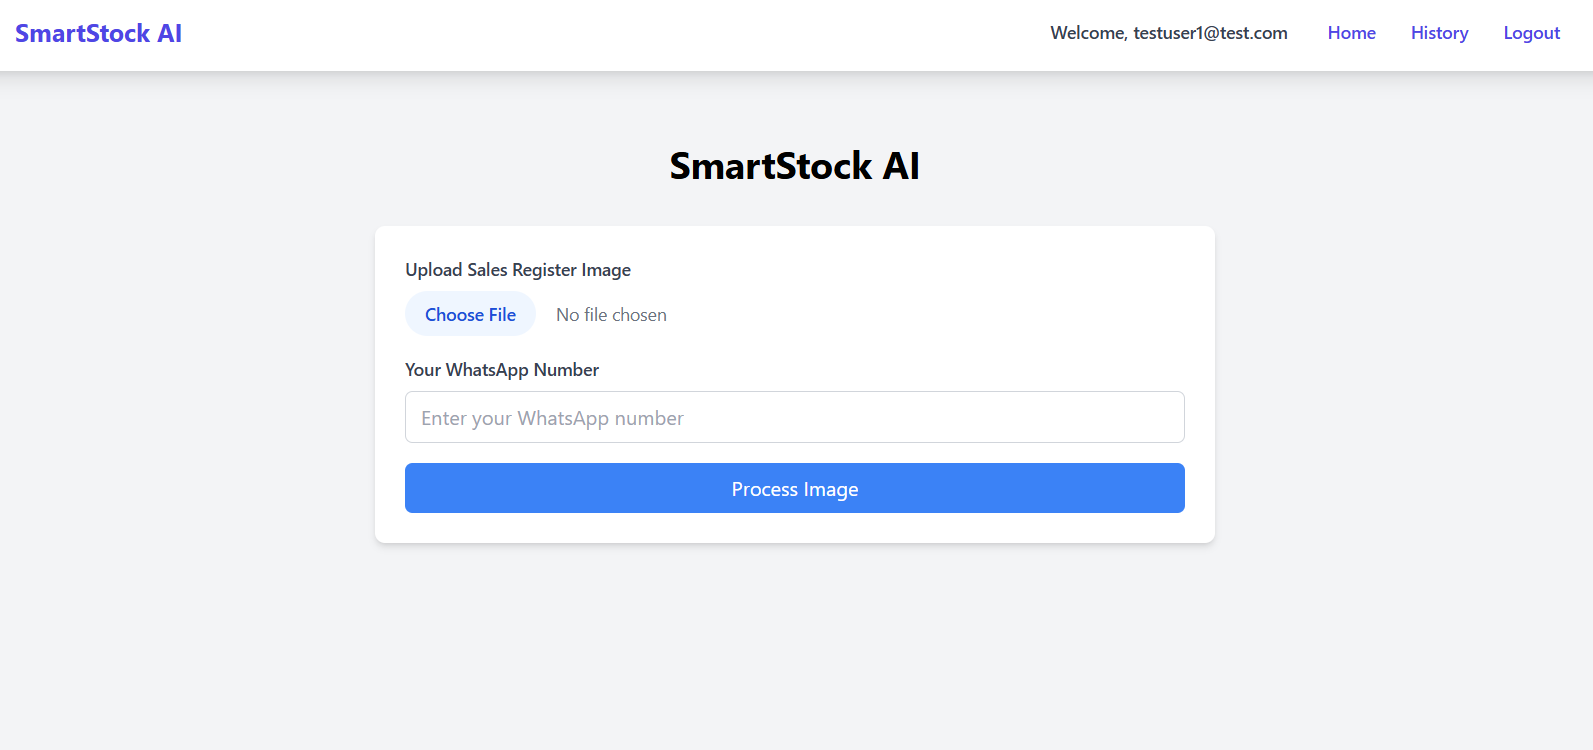 SmartStock AI
Welcome, testuser1@test.com Home History Logout
SmartStock AI
Upload Sales Register Image
Choose File No file chosen
Your WhatsApp Number
Enter your WhatsApp number
Process Image